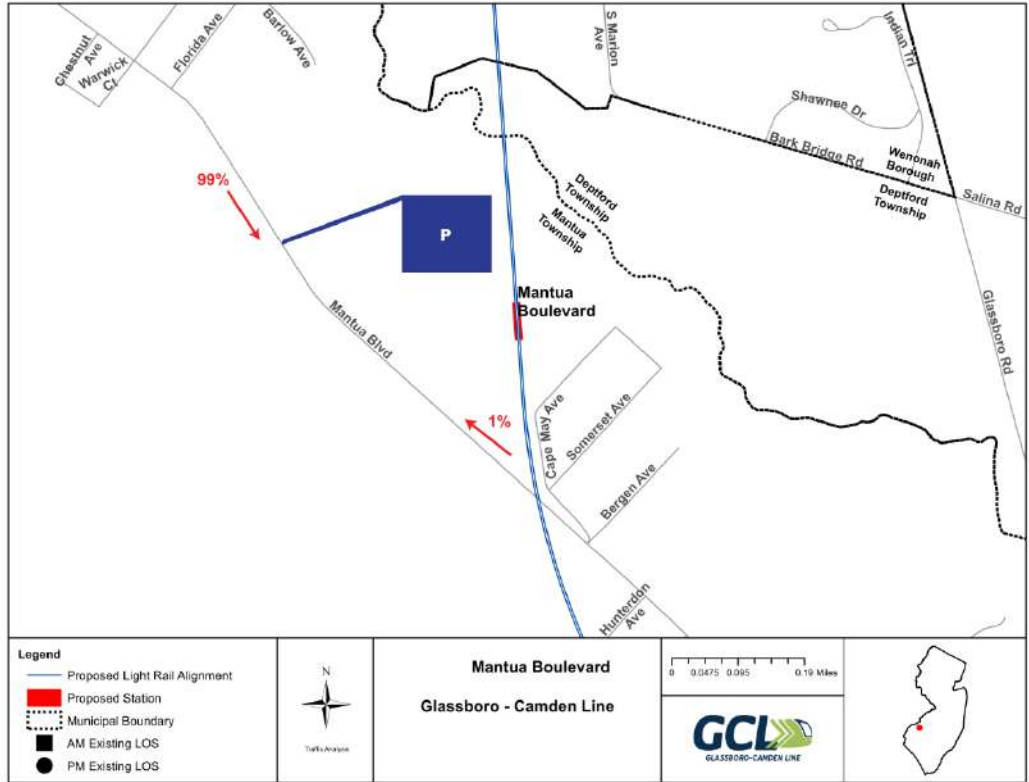 Chestnut
Ave
Warwick
Ct
Florida Ave
Barlow Ave
S Marion
Ave
Indian Trl
Shawnee Dr
Bark Bridge Rd
Wenonah
Borough
Deptford
Township
Salina Rd
99%
Deptford
Township
Mantua
Township
P
Mantua
Boulevard
Mantua Blvd
Glassboro Rd
1%
Cape May Ave
Somerset Ave
Bergen Ave
Hunterdon
Ave
Legend
Proposed Light Rail Alignment
Proposed Station
Municipal Boundary
AM Existing LOS
PM Existing LOS
N
Traffic Analysis
Mantua Boulevard
Glassboro - Camden Line
0 0.0475 0.095 0.19 Miles
GCL
GLASSBORO-CAMDEN LINE